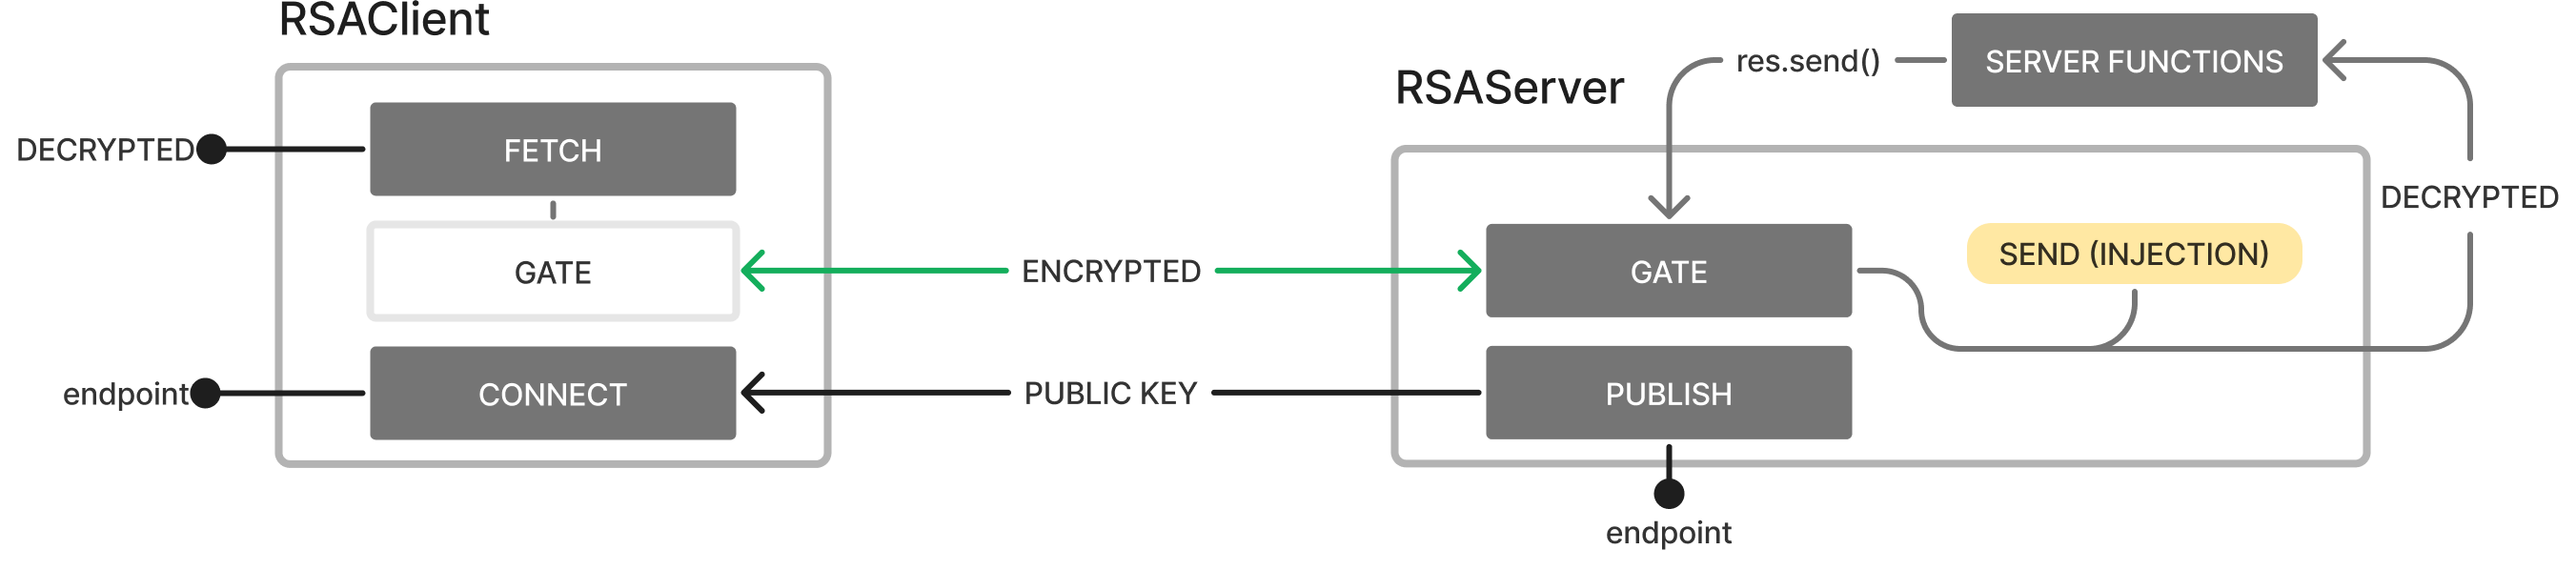 RSAClient
DECRYPTED
FETCH
GATE
endpoint
CONNECT
ENCRYPTED
PUBLIC KEY
RSAServer
res.send()
SERVER FUNCTIONS
DECRYPTED
GATE
SEND (INJECTION)
PUBLISH
endpoint